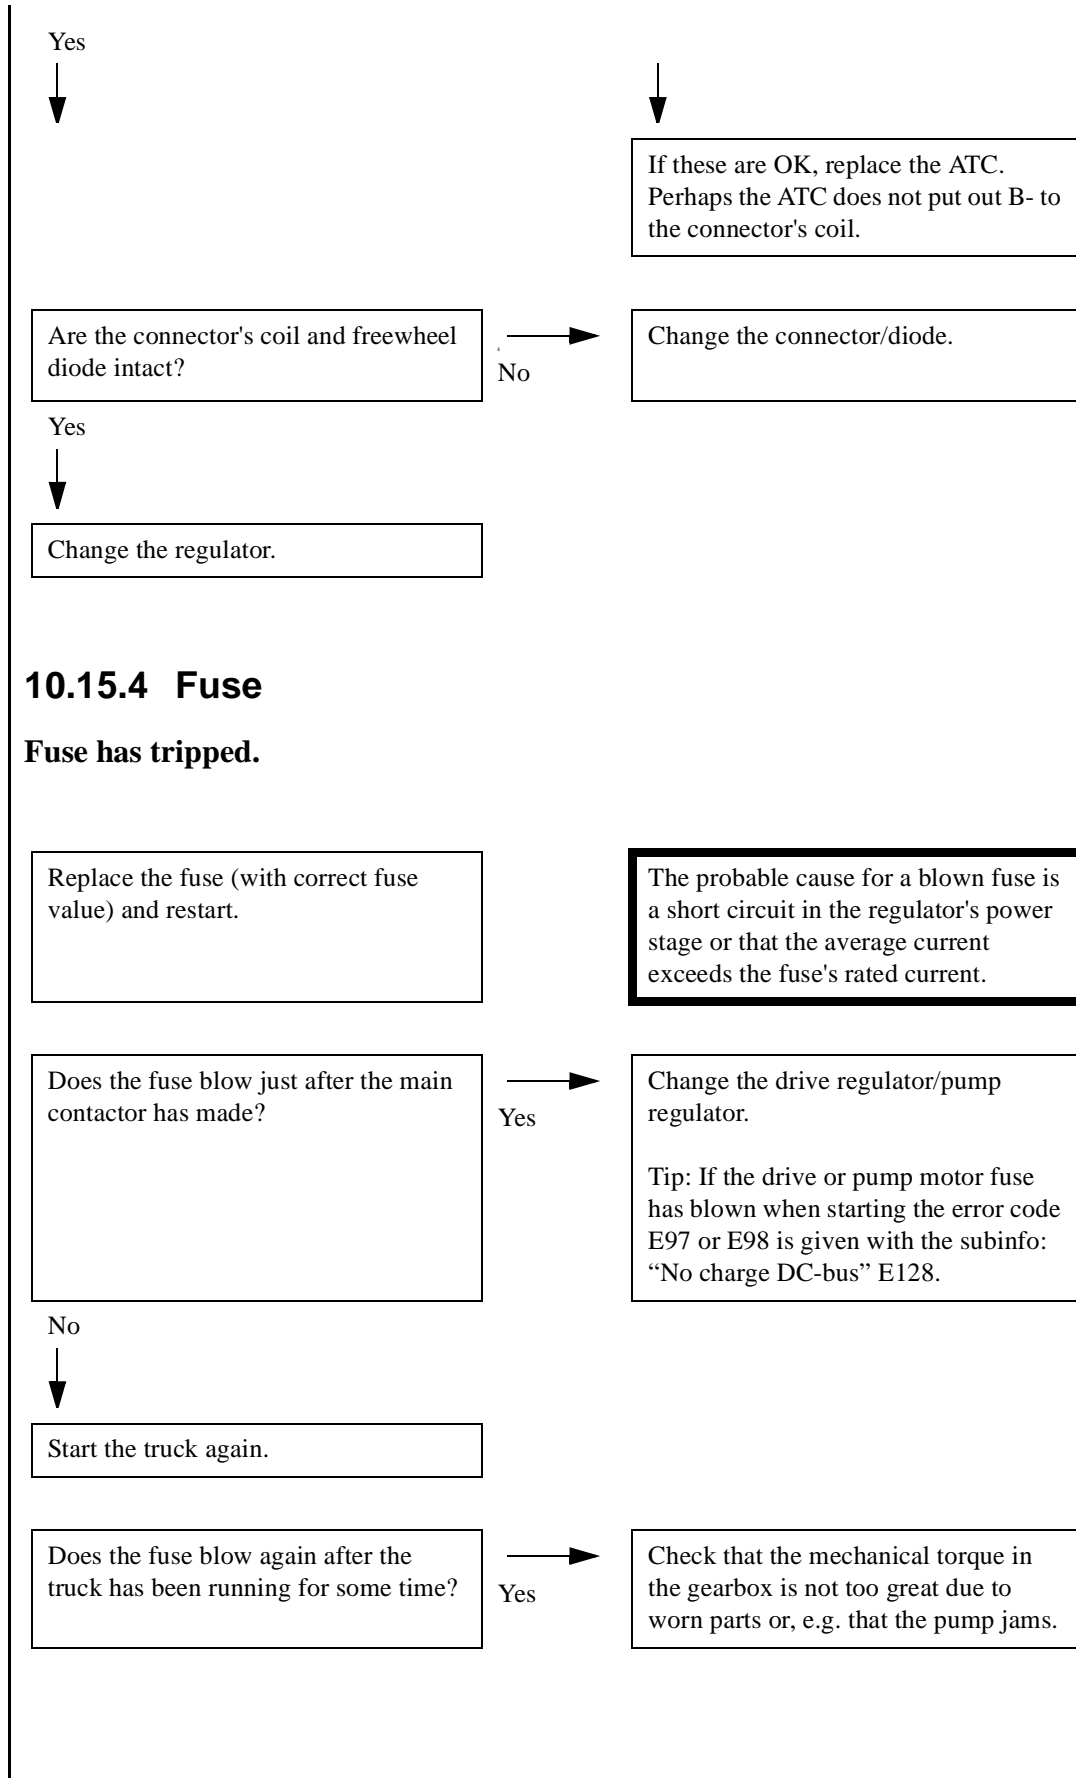 Yes
If these are OK, replace the ATC.
Perhaps the ATC does not put out B- to
the connector's coil.
Are the connector's coil and freewheel
diode intact?
No
Change the connector/diode.
Yes
Change the regulator.
10.15.4 Fuse
Fuse has tripped.
Replace the fuse (with correct fuse
value) and restart.
The probable cause for a blown fuse is
a short circuit in the regulator's power
stage or that the average current
exceeds the fuse's rated current.
Does the fuse blow just after the main
contactor has made?
Yes
Change the drive regulator/pump
regulator.
Tip: If the drive or pump motor fuse
has blown when starting the error code
E97 or E98 is given with the subinfo:
“No charge DC-bus” E128.
No
Start the truck again.
Does the fuse blow again after the
truck has been running for some time?
Yes
Check that the mechanical torque in
the gearbox is not too great due to
worn parts or, e.g. that the pump jams.